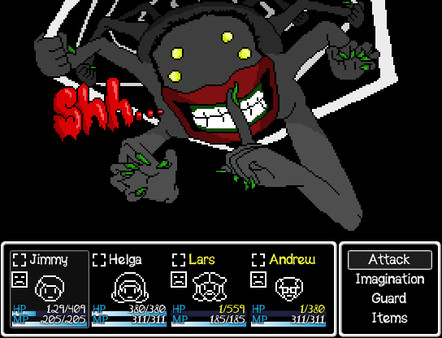 Shh...
Jimmy Helga Lars Andrew
HP 129/409 HP 380/380 HP 1/559 HP 1/380
MP 205/205 MP 311/311 MP 185/185 MP 311/311
Attack
Imagination
Guard
Items